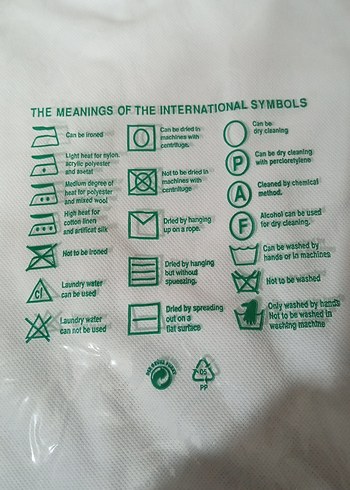 THE MEANINGS OF THE INTERNATIONAL SYMBOLS
Can be ironed
Light heat for nylon,
acrylic polyester
and acetat
Medium degree of
heat for polyester
and mixed wool
High heat for
cotton linen
and artificat silk
Not to be ironed
Cl
Laundry water
can be used
Laundry water
can not be used
Can be dried in
machines with
centrifuge.
Not to be dried in
machines with
centrifuge
Dried by hanging
up on a rope.
Dried by hanging
but without
squeezing.
Dried by spreading
out on a
flat surface
Can be
dry cleaning
P
Can be dry cleaning
with percloretylene
A
Cleaned by chemical
method.
F
Alcohol can be used
for dry cleaning.
Can be washed by
hands or in machines
Not to be washed
Only washed by hands
Not to be washed in
washing machine
05
PP